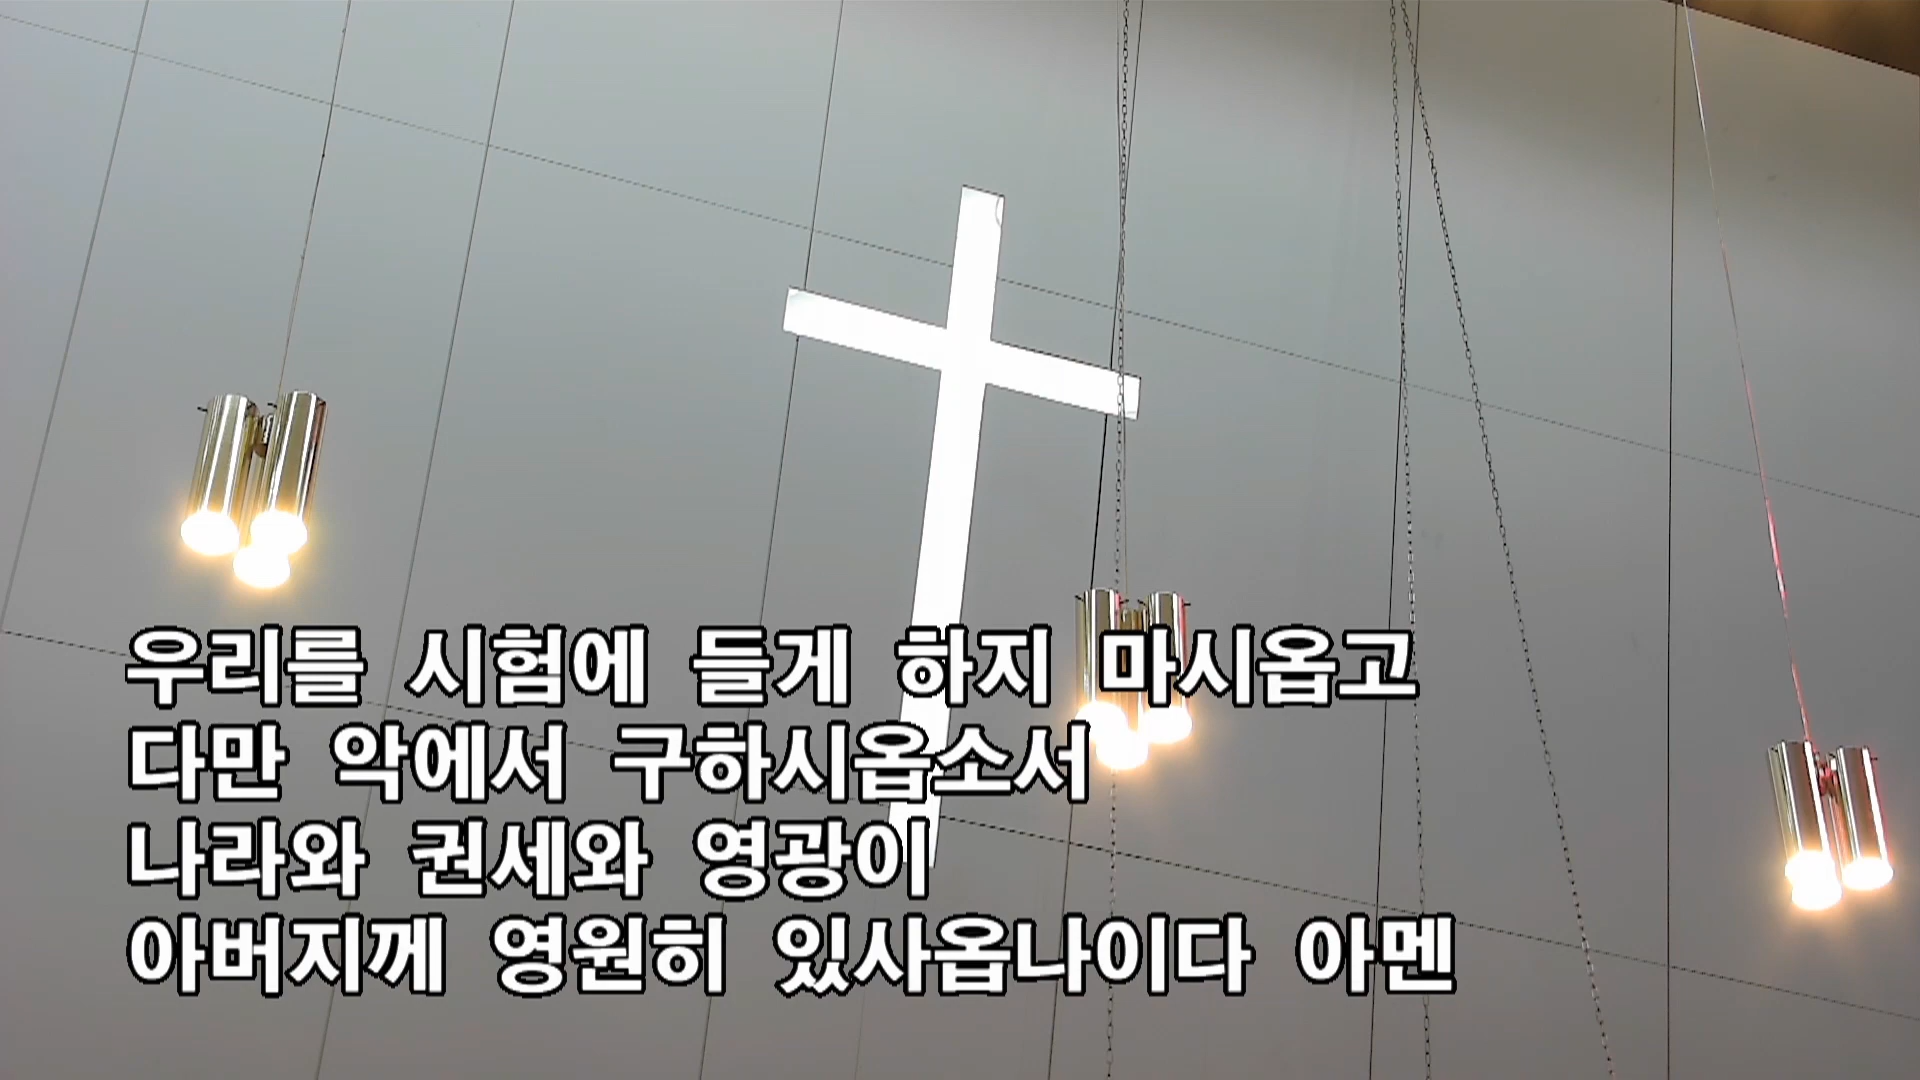 우리를 시험에 들게 하지 마시옵고
다만 악에서 구하시옵소서
나라와 권세와 영광이
아버지께 영원히 있사옵나이다 아멘